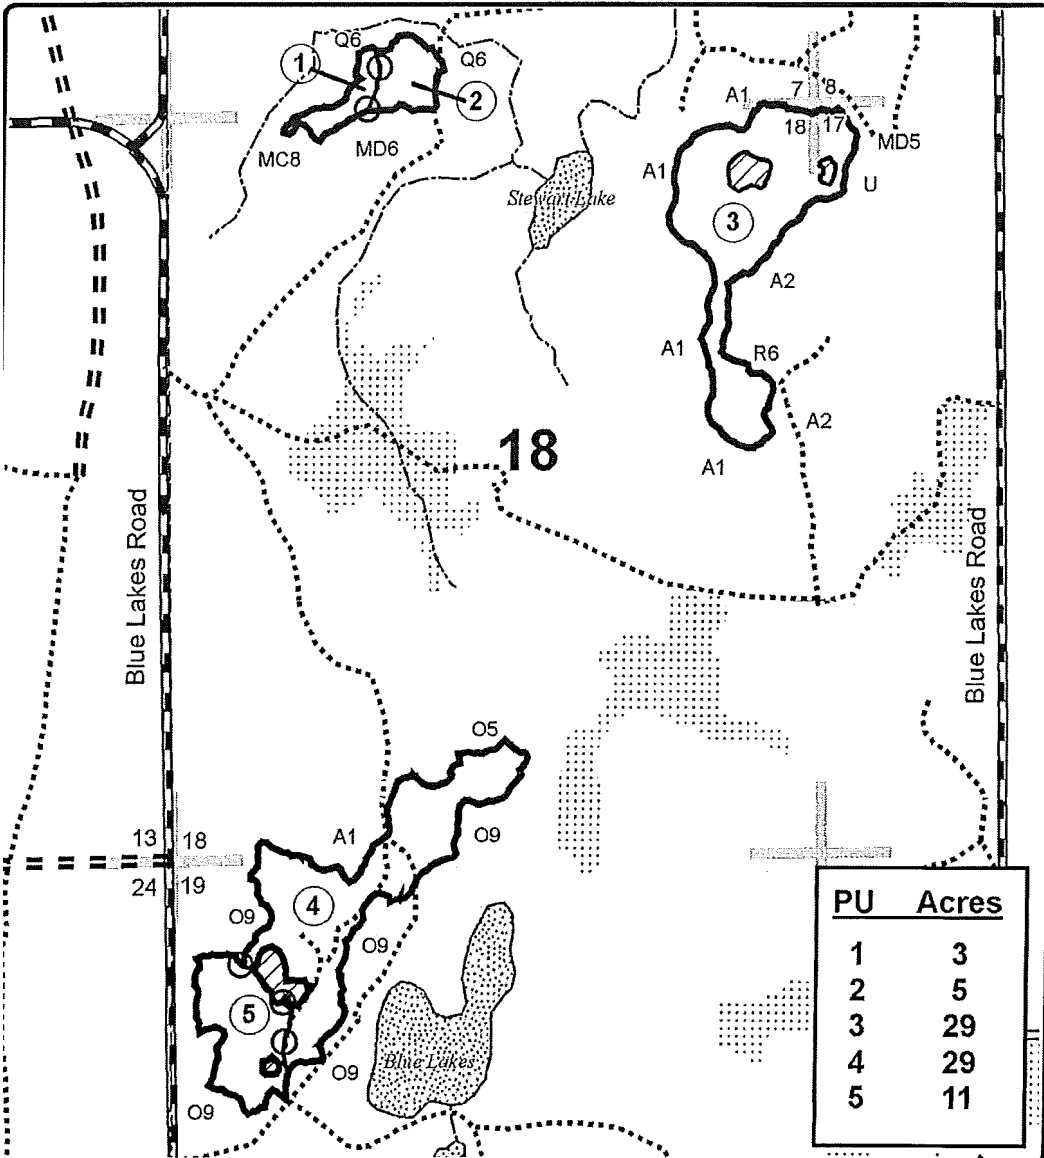 Q6
Q6
1
2
MC8
MD6
Stewart Lake
A1
7 8
18 17
MD5
A1
U
3
A2
A1
R6
A2
A1
18
Blue Lakes Road
Blue Lakes Road
O5
A1
O9
13 18
24 19
4
O9
O9
5
O9
O9
Blue Lakes
PU Acres
1 3
2 5
3 29
4 29
5 11